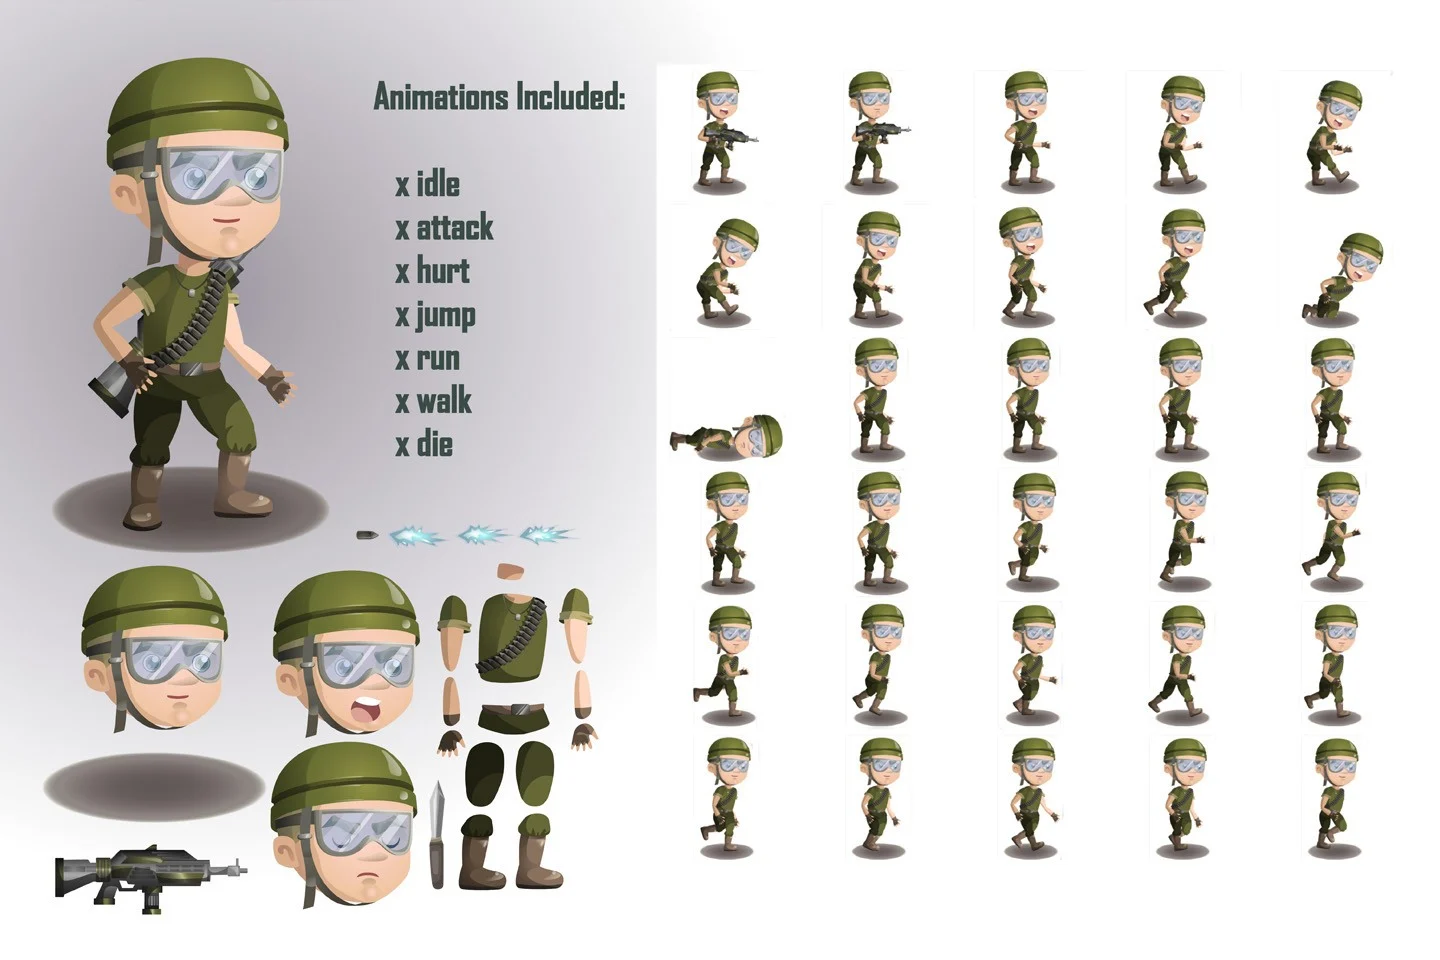 Animations Included:
x idle
x attack
x hurt
x jump
x run
x walk
x die